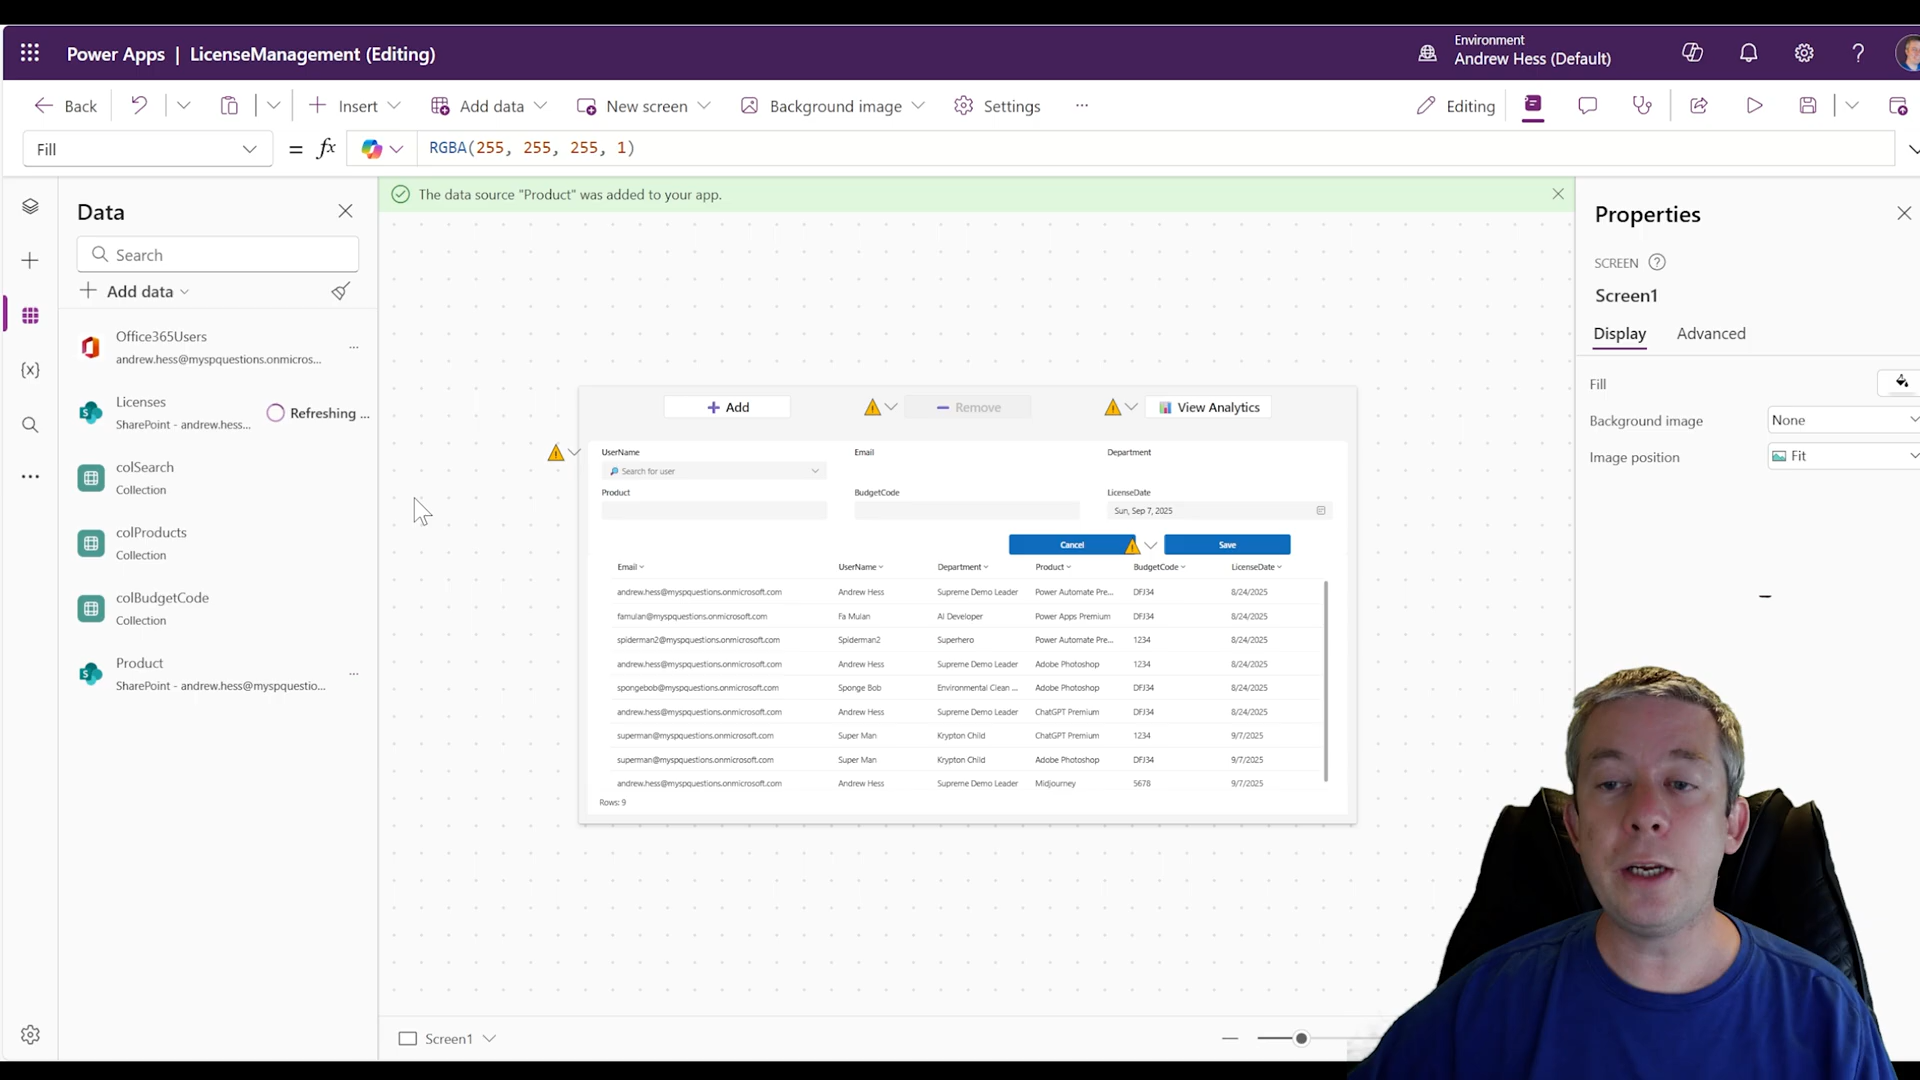 Power Apps | LicenseManagement (Editing)
Environment
Andrew Hess (Default)
Back
Insert
Add data
New screen
Background image
Settings
Editing
Fill
= fx
RGBA(255, 255, 255, 1)
Data
Search
Add data
Office365Users
andrew.hess@myspquestions.onmicros...
Licenses
SharePoint - andrew.hess...
Refreshing ...
colSearch
Collection
colProducts
Collection
colBudgetCode
Collection
Product
SharePoint - andrew.hess@myspquestio...
The data source "Product" was added to your app.
Add
Remove
View Analytics
UserName
Email
Department
Search for user
Product
BudgetCode
LicenseDate
Sun, Sep 7, 2025
Cancel
Save
Email UserName Department Product BudgetCode LicenseDate
andrew.hess@myspquestions.onmicrosoft.com Andrew Hess Supreme Demo Leader Power Automate Pre... DFJ34 8/24/2025
famulan@myspquestions.onmicrosoft.com Fa Mulan AI Developer Power Apps Premium DFJ34 8/24/2025
spiderman2@myspquestions.onmicrosoft.com Spiderman2 Superhero Power Automate Pre... 1234 8/24/2025
andrew.hess@myspquestions.onmicrosoft.com Andrew Hess Supreme Demo Leader Adobe Photoshop 1234 8/24/2025
spongebob@myspquestions.onmicrosoft.com Sponge Bob Environmental Clean ... Adobe Photoshop DFJ34 8/24/2025
andrew.hess@myspquestions.onmicrosoft.com Andrew Hess Supreme Demo Leader ChatGPT Premium DFJ34 8/24/2025
superman@myspquestions.onmicrosoft.com Super Man Krypton Child ChatGPT Premium 1234 9/7/2025
superman@myspquestions.onmicrosoft.com Super Man Krypton Child Adobe Photoshop DFJ34 9/7/2025
andrew.hess@myspquestions.onmicrosoft.com Andrew Hess Supreme Demo Leader Midjourney 5678 9/7/2025
Rows: 9
Screen1
Properties
SCREEN
Screen1
Display
Advanced
Fill
Background image
None
Image position
Fit